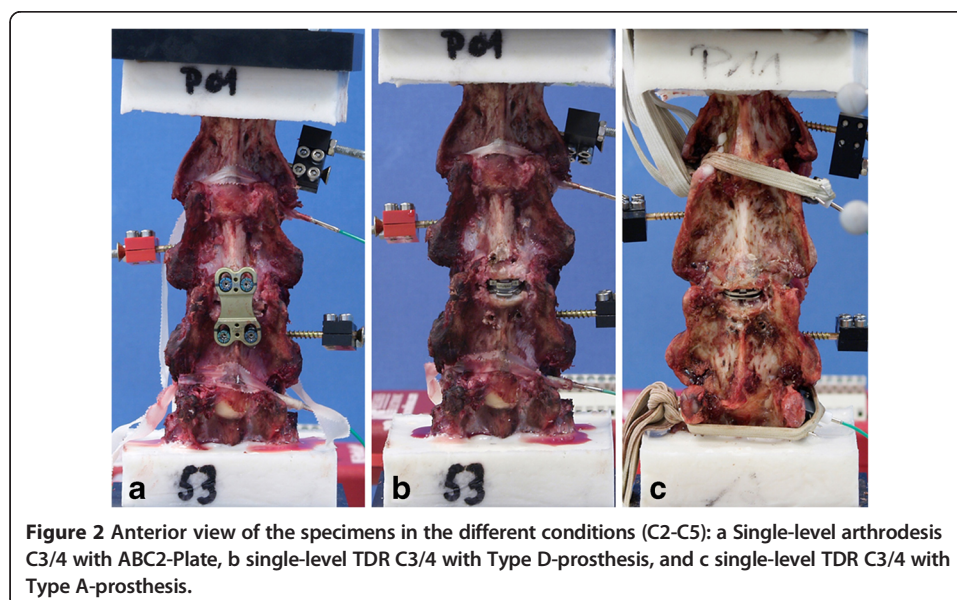 P01
P01
P11
53
53
a
b
c
Figure 2 Anterior view of the specimens in the different conditions (C2-C5): a Single-level arthrodesis
C3/4 with ABC2-Plate, b single-level TDR C3/4 with Type D-prosthesis, and c single-level TDR C3/4 with
Type A-prosthesis.